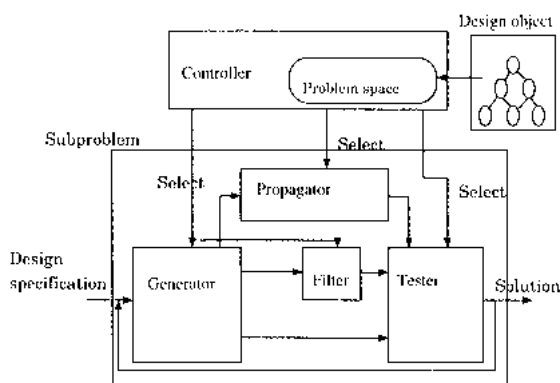 Design object
Controller
Problem space
Subproblem
Select
Select
Propagator
Select
Design
specification
Generator
Filter
Tester
Solution